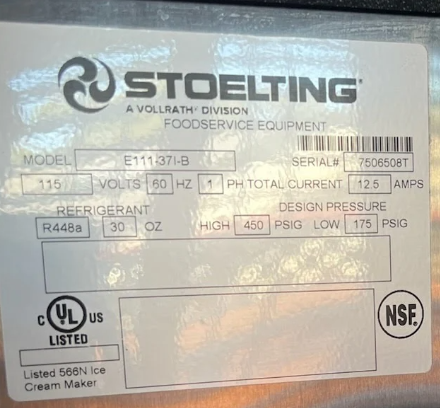 STOELTING
A VOLLRATH DIVISION
FOODSERVICE EQUIPMENT
MODEL E111-37I-B SERIAL# 7506508T
115 VOLTS 60 HZ 1 PH TOTAL CURRENT 12.5 AMPS
REFRIGERANT DESIGN PRESSURE
R448a 30 OZ HIGH 450 PSIG LOW 175 PSIG
C UL US NSF.
LISTED
Listed 566N Ice
Cream Maker